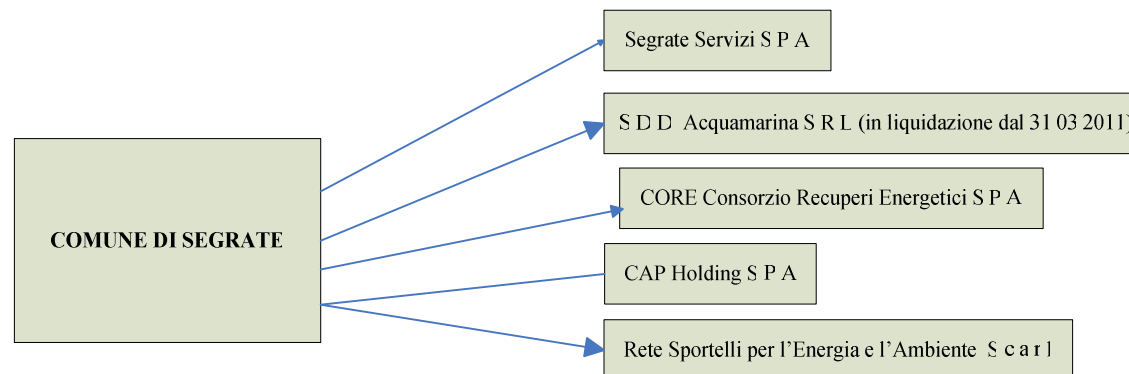 Segrate Servizi S P A
S D D Acquamarina S R L (in liquidazione dal 31 03 2011)
CORE Consorzio Recuperi Energetici S P A
COMUNE DI SEGRATE
CAP Holding S P A
Rete Sportelli per l’Energia e l’Ambiente S c a r l